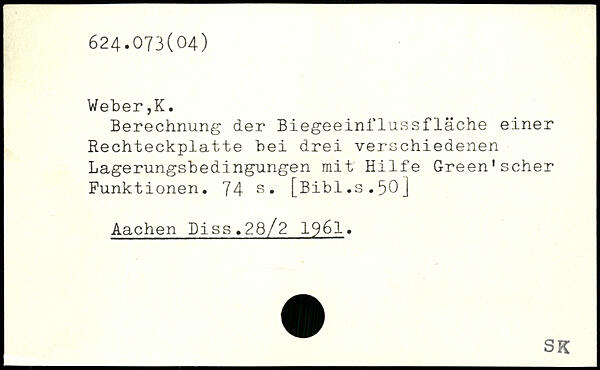 624.073(04)
Weber,K.
Berechnung der Biegeeinflussfläche einer
Rechteckplatte bei drei verschiedenen
Lagerungsbedingungen mit Hilfe Green'scher
Funktionen. 74 s. [Bibl.s.50]
Aachen Diss.28/2 1961.
SK